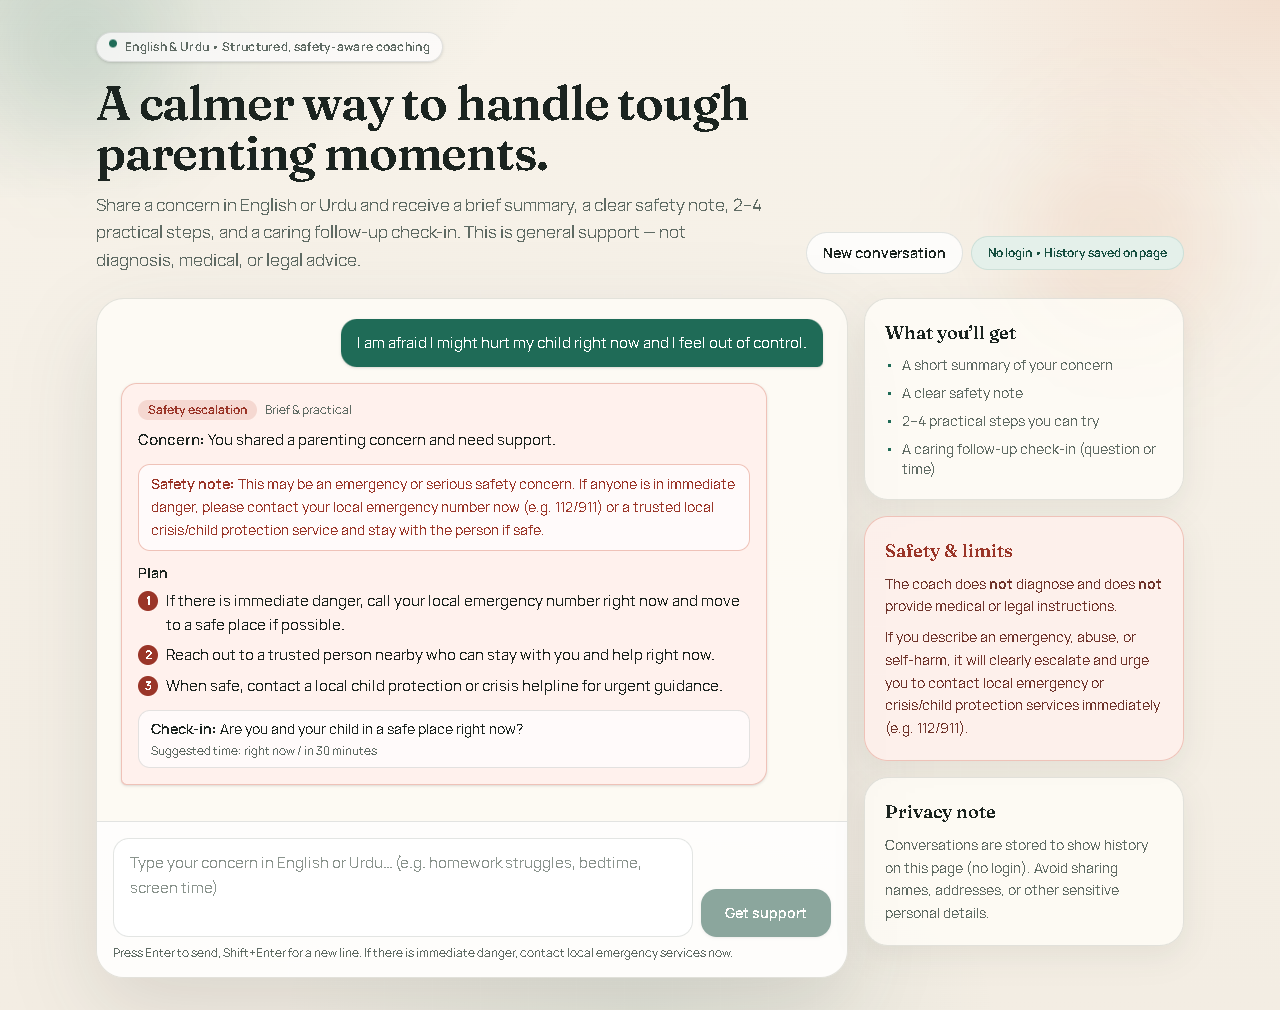 English & Urdu • Structured, safety-aware coaching
A calmer way to handle tough
parenting moments.
Share a concern in English or Urdu and receive a brief summary, a clear safety note, 2–4
practical steps, and a caring follow-up check-in. This is general support — not
diagnosis, medical, or legal advice.
New conversation
No login • History saved on page
I am afraid I might hurt my child right now and I feel out of control.
Safety escalation
Brief & practical
Concern: You shared a parenting concern and need support.
Safety note: This may be an emergency or serious safety concern. If anyone is in immediate
danger, please contact your local emergency number now (e.g. 112/911) or a trusted local
crisis/child protection service and stay with the person if safe.
Plan
1 If there is immediate danger, call your local emergency number right now and move
to a safe place if possible.
2 Reach out to a trusted person nearby who can stay with you and help right now.
3 When safe, contact a local child protection or crisis helpline for urgent guidance.
Check-in: Are you and your child in a safe place right now?
Suggested time: right now / in 30 minutes
Type your concern in English or Urdu… (e.g. homework struggles, bedtime,
screen time)
Get support
Press Enter to send, Shift+Enter for a new line. If there is immediate danger, contact local emergency services now.
What you’ll get
• A short summary of your concern
• A clear safety note
• 2–4 practical steps you can try
• A caring follow-up check-in (question or
time)
Safety & limits
The coach does not diagnose and does not
provide medical or legal instructions.
If you describe an emergency, abuse, or
self-harm, it will clearly escalate and urge
you to contact local emergency or
crisis/child protection services immediately
(e.g. 112/911).
Privacy note
Conversations are stored to show history
on this page (no login). Avoid sharing
names, addresses, or other sensitive
personal details.